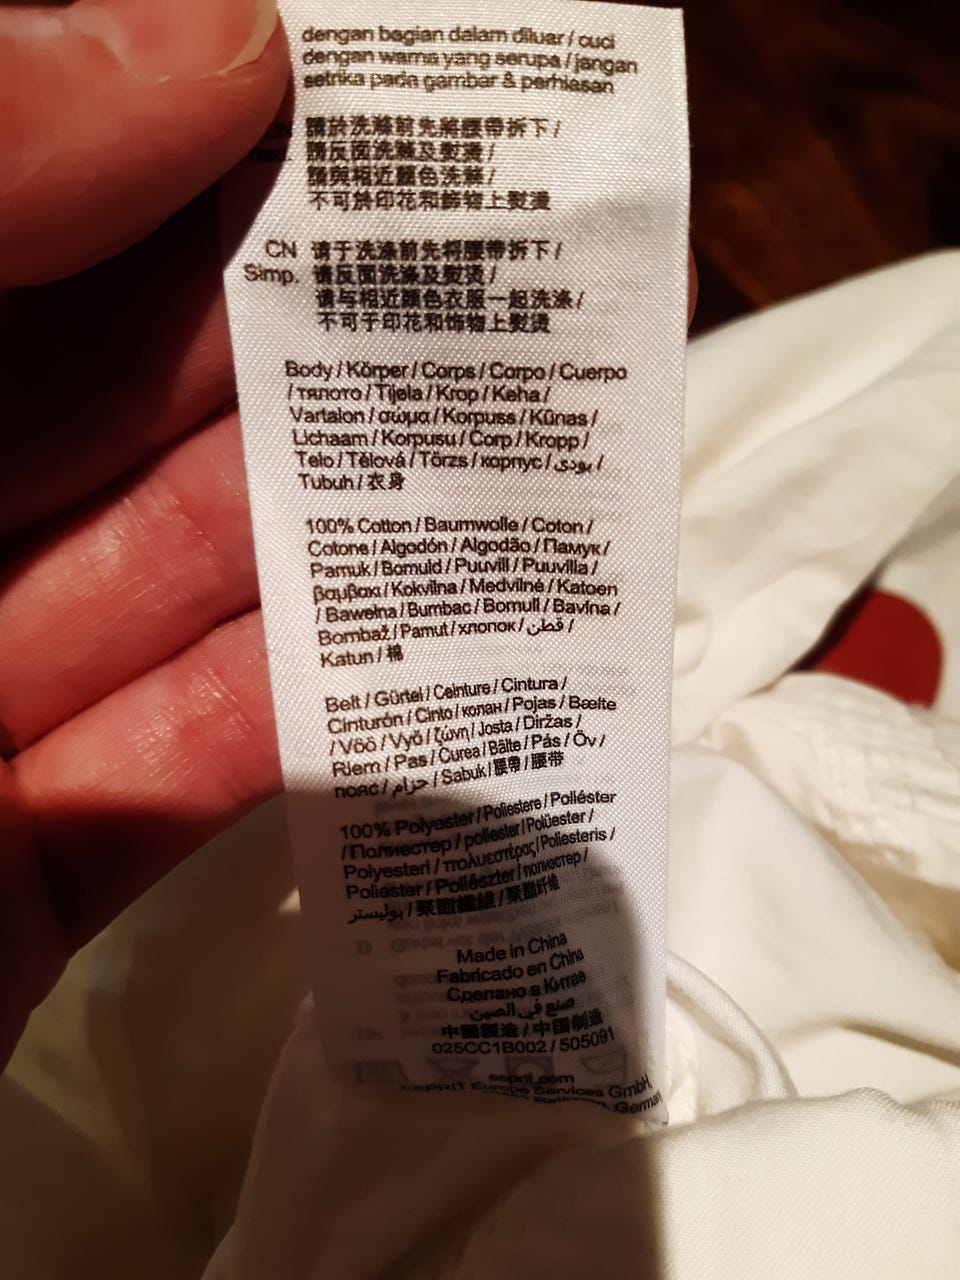 dengan bagian dalam diluar / cuci
dengan warna yang serupa / jangan
setrika pada gambar & perhiasan
請於洗滌前先將腰帶拆下 /
請反面洗滌及熨燙 /
請與相近顏色洗滌 /
不可於印花和飾物上熨燙
CN 请于洗涤前先将腰带拆下 /
Simp. 请反面洗涤及熨烫 /
请与相近颜色衣服一起洗涤 /
不可于印花和饰物上熨烫
Body / Körper / Corps / Corpo / Cuerpo
/ тялото / Tijela / Krop / Keha /
Vartalon / σώμα / Korpuss / Kūnas /
Lichaam / Korpusu / Corp / Kropp /
Telo / Tělová / Törzs / корпус / بودى /
Tubuh / 衣身
100% Cotton / Baumwolle / Coton /
Cotone / Algodón / Algodão / Памук /
Pamuk / Bomuld / Puuvill / Puuvilla /
βαμβακι / Kokvilna / Medvilnė / Katoen
/ Bawełna / Bumbac / Bomull / Bavlna /
Bombaž / Pamut / хлопок / قطن /
Katun / 棉
Belt / Gürtel / Ceinture / Cintura /
Cinturón / Cinto / колан / Pojas / Bælte
/ Vöö / Vyö / ζώνη / Josta / Diržas /
Riem / Pas / Curea / Bälte / Pás / Öv /
пояс / حزام / Sabuk / 腰帶 / 腰带
100% Polyester / Poliestere / Poliéster
/ Полиестер / poliester / Polüester /
Polyesteri / πολυεστέρας / Poliesteris /
Poliester / Poliészter / полиэстер /
بوليستر / 聚酯纖維 / 聚酯纤维
Made in China
Fabricado en China
Сделано в Китае
صنع في الصين
中國製造 / 中国制造
025CC1B002 / 505091
esprit.com
ESPRIT Europe Services GmbH,
Ratingen, German